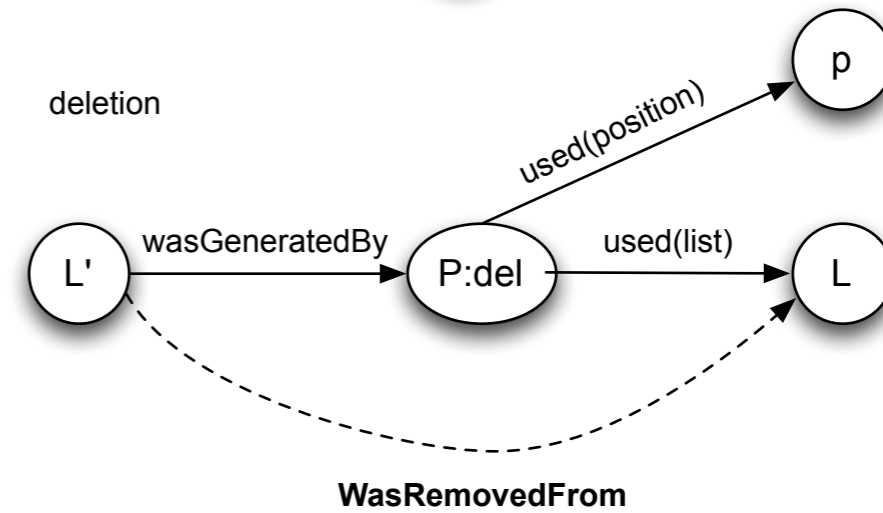 p
deletion
used(position)
L'
wasGeneratedBy
P:del
used(list)
L
WasRemovedFrom